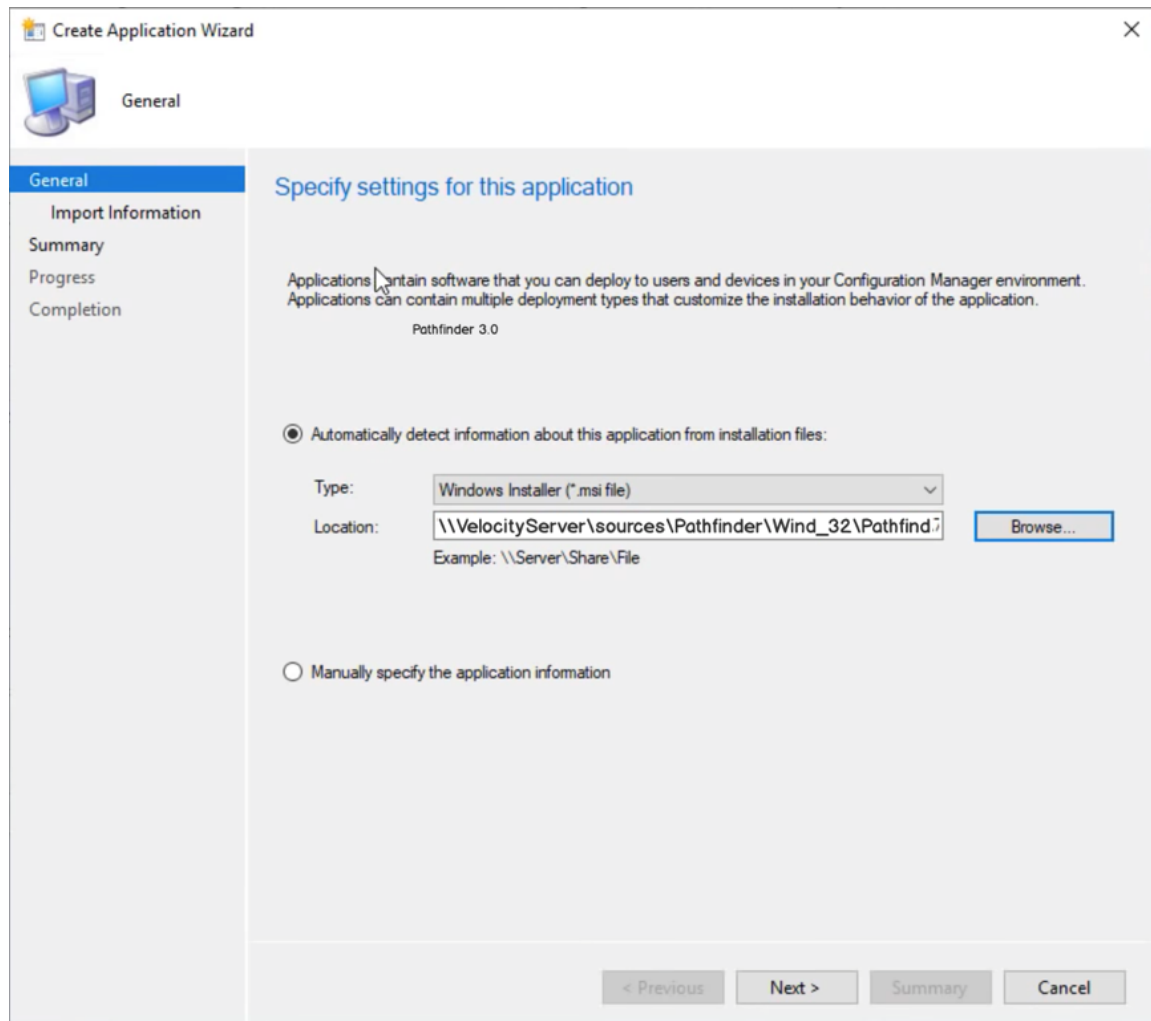 Create Application Wizard
General
General
Import Information
Summary
Progress
Completion
Specify settings for this application
Applications contain software that you can deploy to users and devices in your Configuration Manager environment.
Applications can contain multiple deployment types that customize the installation behavior of the application.
Pathfinder 3.0
Automatically detect information about this application from installation files:
Type: Windows Installer (*.msi file)
Location: \\VelocityServer\sources\Pathfinder\Wind_32\Pathfind Browse...
Example: \\Server\Share\File
Manually specify the application information
< Previous Next > Summary Cancel